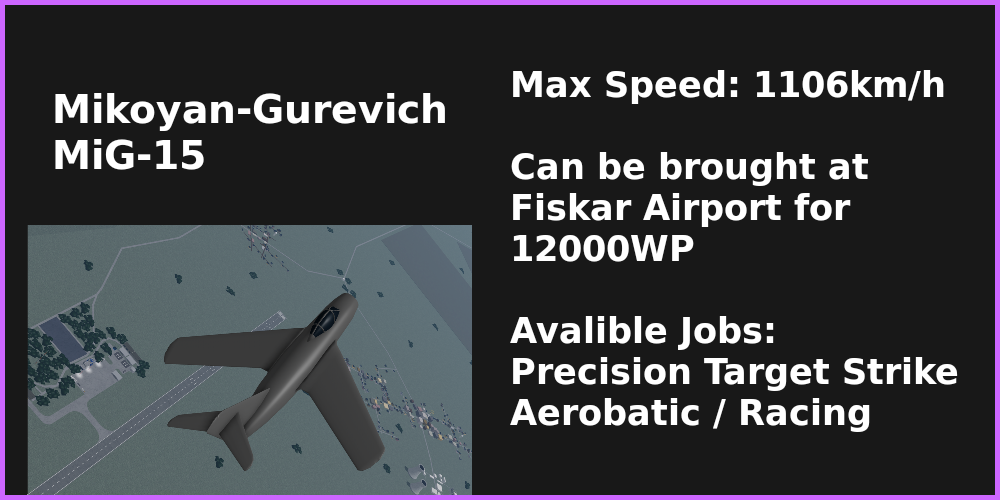 Mikoyan-Gurevich
MiG-15
Max Speed: 1106km/h
Can be brought at
Fiskar Airport for
12000WP
Avalible Jobs:
Precision Target Strike
Aerobatic / Racing